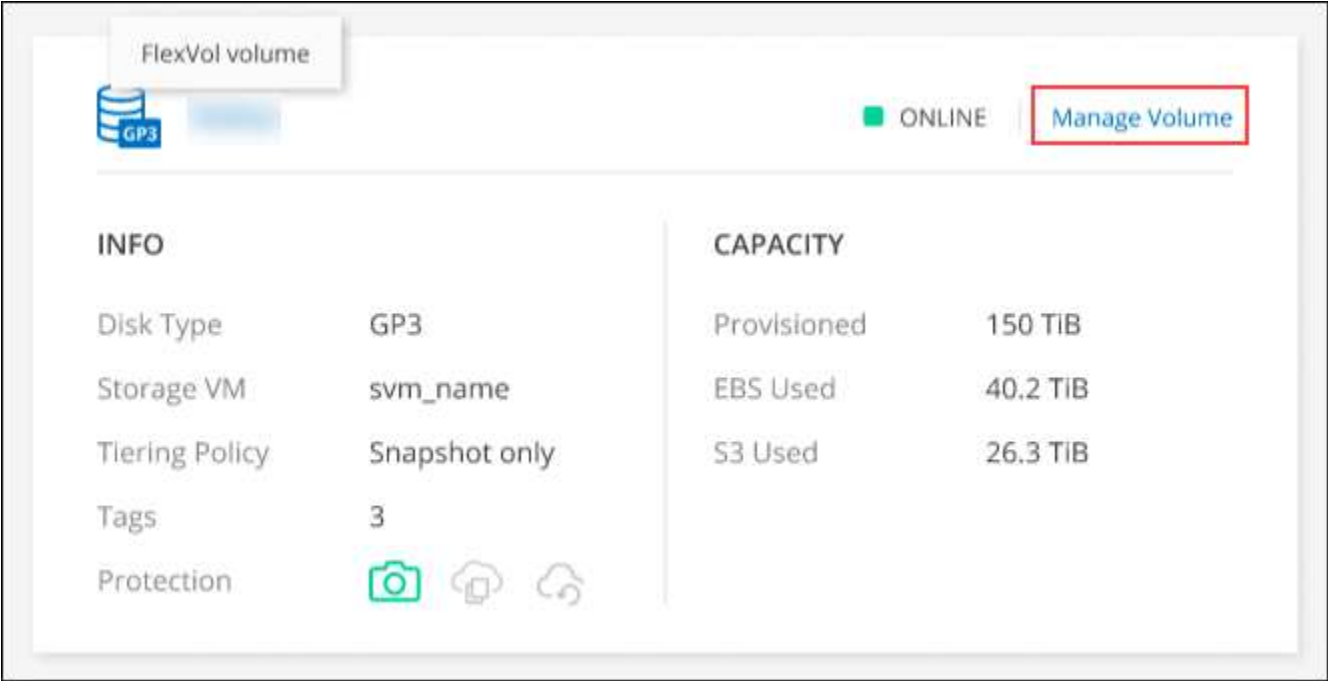 FlexVol volume
GP3
ONLINE
Manage Volume
INFO
Disk Type GP3
Storage VM svm_name
Tiering Policy Snapshot only
Tags 3
Protection
CAPACITY
Provisioned 150 TiB
EBS Used 40.2 TiB
S3 Used 26.3 TiB